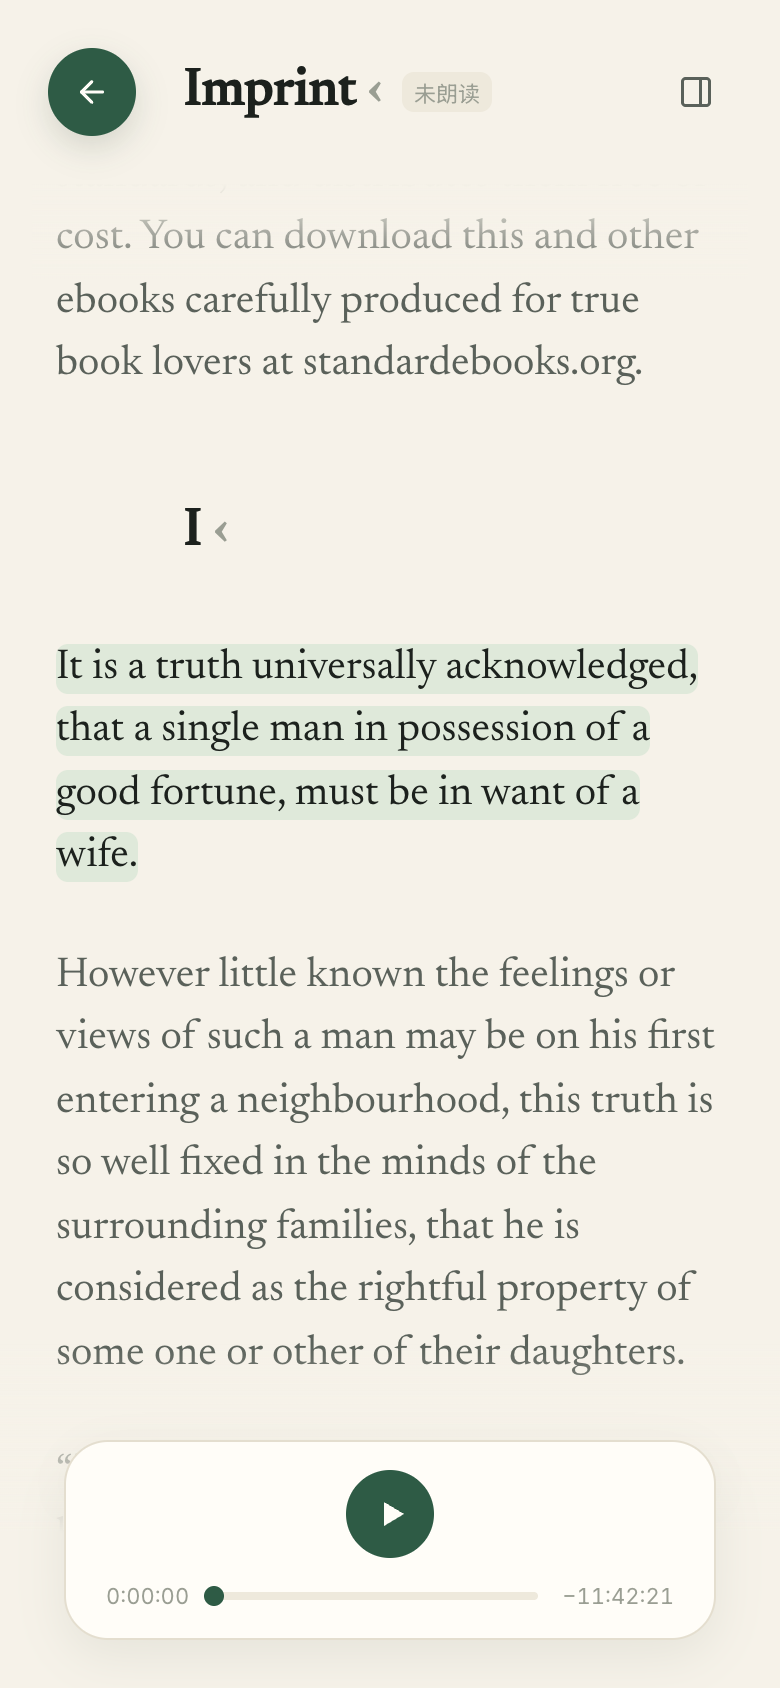 Imprint ‹ 未朗读
cost. You can download this and other
ebooks carefully produced for true
book lovers at standardebooks.org.
I ‹
It is a truth universally acknowledged,
that a single man in possession of a
good fortune, must be in want of a
wife.
However little known the feelings or
views of such a man may be on his first
entering a neighbourhood, this truth is
so well fixed in the minds of the
surrounding families, that he is
considered as the rightful property of
some one or other of their daughters.
“
0:00:00 −11:42:21